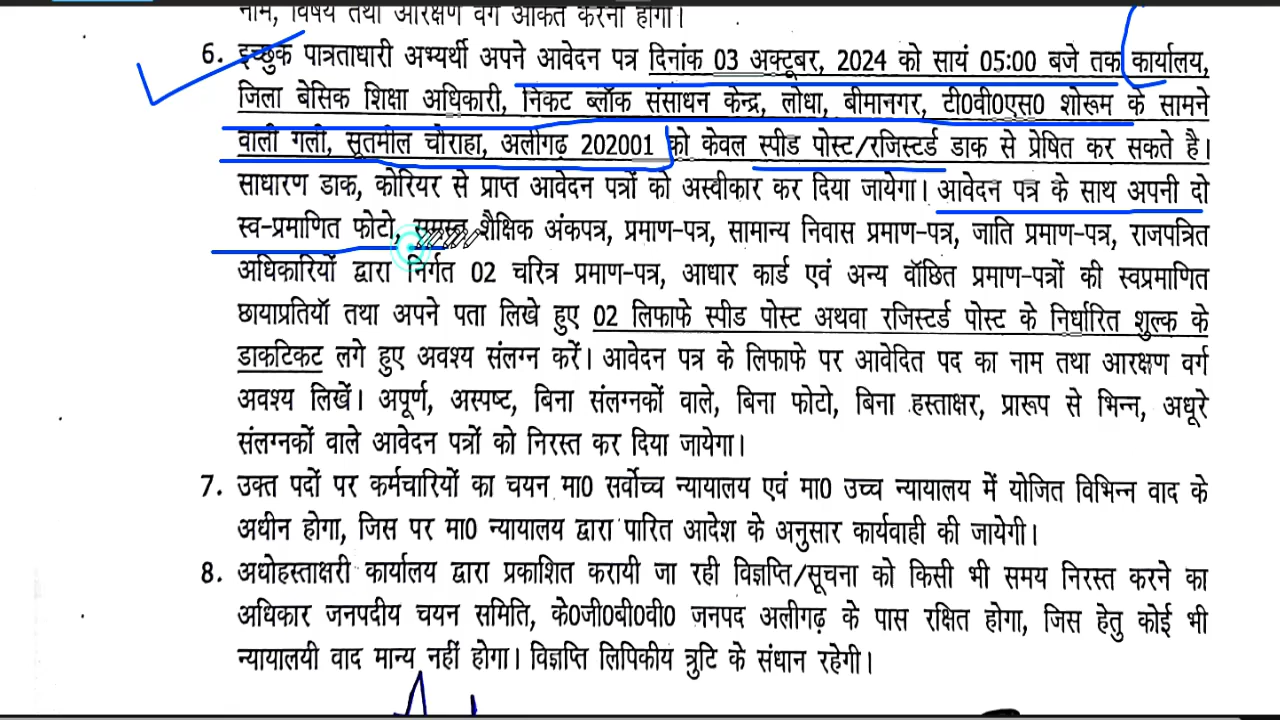 नाम, विषय तथा आरक्षण वर्ग अंकित करना होगा।
6. इच्छुक पात्रताधारी अभ्यर्थी अपने आवेदन पत्र दिनांक 03 अक्टूबर, 2024 को सायं 05:00 बजे तक कार्यालय,
जिला बेसिक शिक्षा अधिकारी, निकट ब्लॉक संसाधन केन्द्र, लोधा, बीमानगर, टी0वी0एस0 शोरूम के सामने
वाली गली, सूतमील चौराहा, अलीगढ़ 202001 को केवल स्पीड पोस्ट/रजिस्टर्ड डाक से प्रेषित कर सकते है।
साधारण डाक, कोरियर से प्राप्त आवेदन पत्रों को अस्वीकार कर दिया जायेगा। आवेदन पत्र के साथ अपनी दो
स्व-प्रमाणित फोटो, समस्त शैक्षिक अंकपत्र, प्रमाण-पत्र, सामान्य निवास प्रमाण-पत्र, जाति प्रमाण-पत्र, राजपत्रित
अधिकारियों द्वारा निर्गत 02 चरित्र प्रमाण-पत्र, आधार कार्ड एवं अन्य वॉछित प्रमाण-पत्रों की स्वप्रमाणित
छायाप्रतियॉ तथा अपने पता लिखे हुए 02 लिफाफे स्पीड पोस्ट अथवा रजिस्टर्ड पोस्ट के निर्धारित शुल्क के
डाकटिकट लगे हुए अवश्य संलग्न करें। आवेदन पत्र के लिफाफे पर आवेदित पद का नाम तथा आरक्षण वर्ग
अवश्य लिखें। अपूर्ण, अस्पष्ट, बिना संलग्नकों वाले, बिना फोटो, बिना हस्ताक्षर, प्रारूप से भिन्न, अधूरे
संलग्नकों वाले आवेदन पत्रों को निरस्त कर दिया जायेगा।
7. उक्त पदों पर कर्मचारियों का चयन मा0 सर्वोच्च न्यायालय एवं मा0 उच्च न्यायालय में योजित विभिन्न वाद के
अधीन होगा, जिस पर मा0 न्यायालय द्वारा पारित आदेश के अनुसार कार्यवाही की जायेगी।
8. अधोहस्ताक्षरी कार्यालय द्वारा प्रकाशित करायी जा रही विज्ञप्ति/सूचना को किसी भी समय निरस्त करने का
अधिकार जनपदीय चयन समिति, के0जी0बी0वी0 जनपद अलीगढ़ के पास रक्षित होगा, जिस हेतु कोई भी
न्यायालयी वाद मान्य नहीं होगा। विज्ञप्ति लिपिकीय त्रुटि के संधान रहेगी।